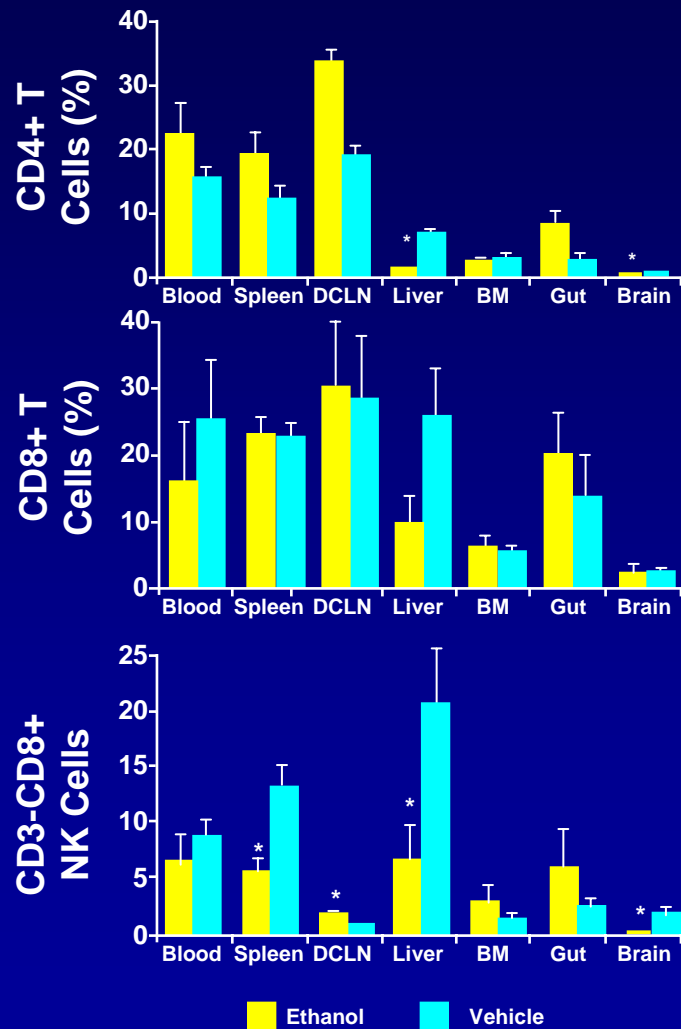 CD4+ T
Cells (%)
40
30
20
10
0
*
*
Blood Spleen DCLN Liver BM Gut Brain
CD8+ T
Cells (%)
40
30
20
10
0
Blood Spleen DCLN Liver BM Gut Brain
CD3-CD8+
NK Cells
25
20
15
10
5
0
*
*
*
*
Blood Spleen DCLN Liver BM Gut Brain
Ethanol Vehicle